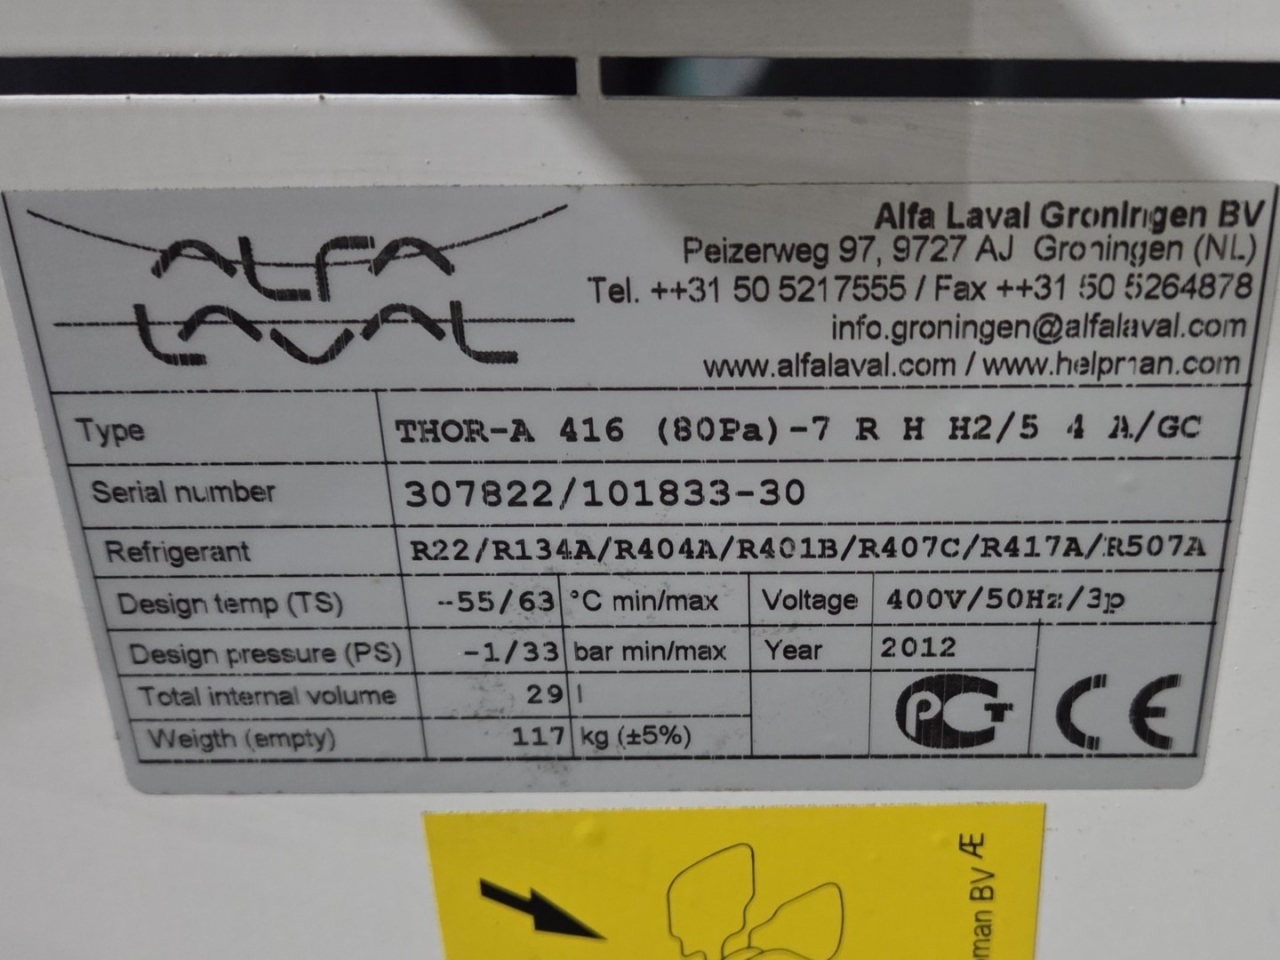 ALFA
LAVAL
Alfa Laval Groningen BV
Peizerweg 97, 9727 AJ Groningen (NL)
Tel. ++31 50 5217555 / Fax ++31 50 5264878
info.groningen@alfalaval.com
www.alfalaval.com / www.helpman.com
Type THOR-A 416 (80Pa)-7 R H H2/5 4 A/GC
Serial number 307822/101833-30
Refrigerant R22/R134A/R404A/R401B/R407C/R417A/R507A
Design temp (TS) -55/63 °C min/max Voltage 400V/50Hz/3p
Design pressure (PS) -1/33 bar min/max Year 2012
Total internal volume 29 l
Weigth (empty) 117 kg (±5%)
PCT CE
man BV Æ